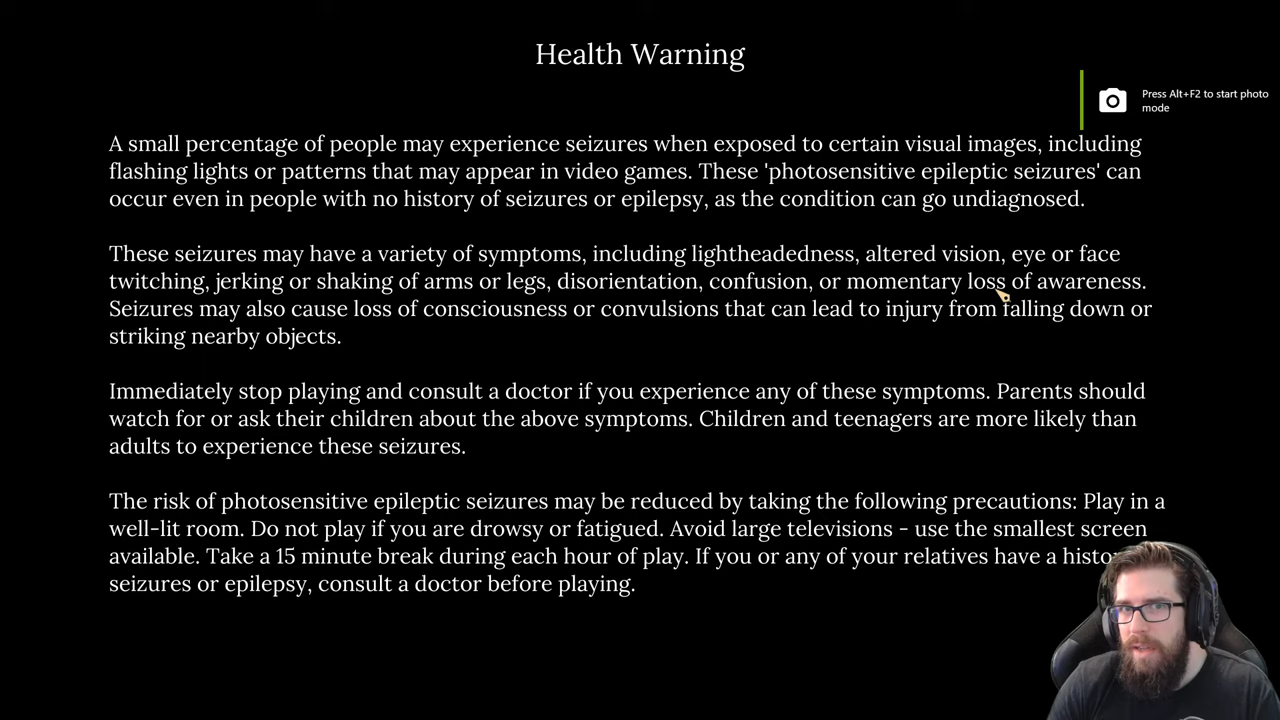 Health Warning
Press Alt+F2 to start photo
mode
A small percentage of people may experience seizures when exposed to certain visual images, including
flashing lights or patterns that may appear in video games. These 'photosensitive epileptic seizures' can
occur even in people with no history of seizures or epilepsy, as the condition can go undiagnosed.
These seizures may have a variety of symptoms, including lightheadedness, altered vision, eye or face
twitching, jerking or shaking of arms or legs, disorientation, confusion, or momentary loss of awareness.
Seizures may also cause loss of consciousness or convulsions that can lead to injury from falling down or
striking nearby objects.
Immediately stop playing and consult a doctor if you experience any of these symptoms. Parents should
watch for or ask their children about the above symptoms. Children and teenagers are more likely than
adults to experience these seizures.
The risk of photosensitive epileptic seizures may be reduced by taking the following precautions: Play in a
well-lit room. Do not play if you are drowsy or fatigued. Avoid large televisions - use the smallest screen
available. Take a 15 minute break during each hour of play. If you or any of your relatives have a
seizures or epilepsy, consult a doctor before playing.